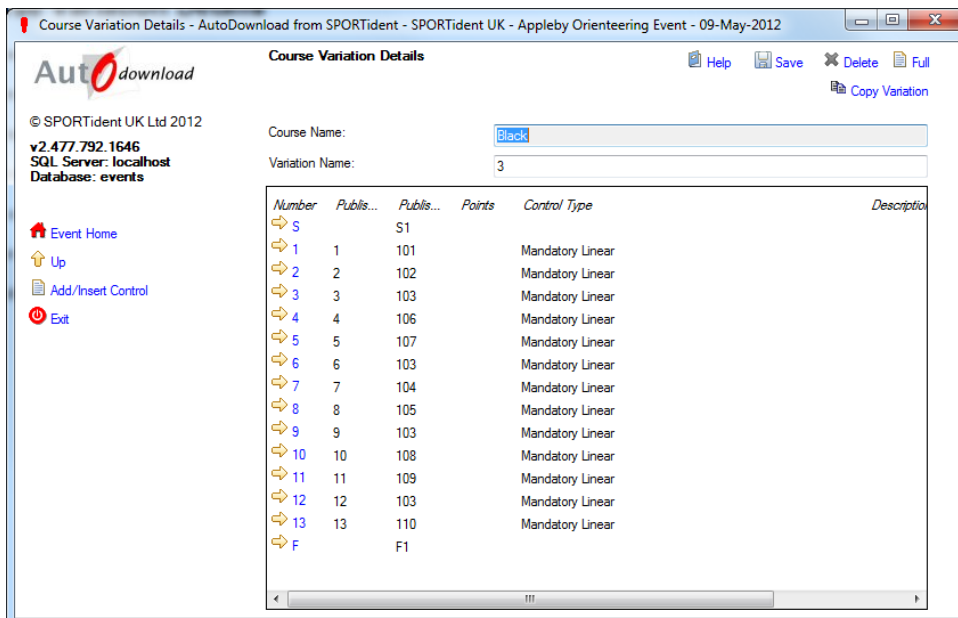 Course Variation Details - AutoDownload from SPORTident - SPORTident UK - Appleby Orienteering Event - 09-May-2012
AutOdownload
Course Variation Details
Help Save Delete Full
Copy Variation
© SPORTident UK Ltd 2012
v2.477.792.1646
SQL Server: localhost
Database: events
Event Home
Up
Add/Insert Control
Exit
Course Name: Black
Variation Name: 3
Number Publis... Publis... Points Control Type Description
S S1
1 1 101 Mandatory Linear
2 2 102 Mandatory Linear
3 3 103 Mandatory Linear
4 4 106 Mandatory Linear
5 5 107 Mandatory Linear
6 6 103 Mandatory Linear
7 7 104 Mandatory Linear
8 8 105 Mandatory Linear
9 9 103 Mandatory Linear
10 10 108 Mandatory Linear
11 11 109 Mandatory Linear
12 12 103 Mandatory Linear
13 13 110 Mandatory Linear
F F1